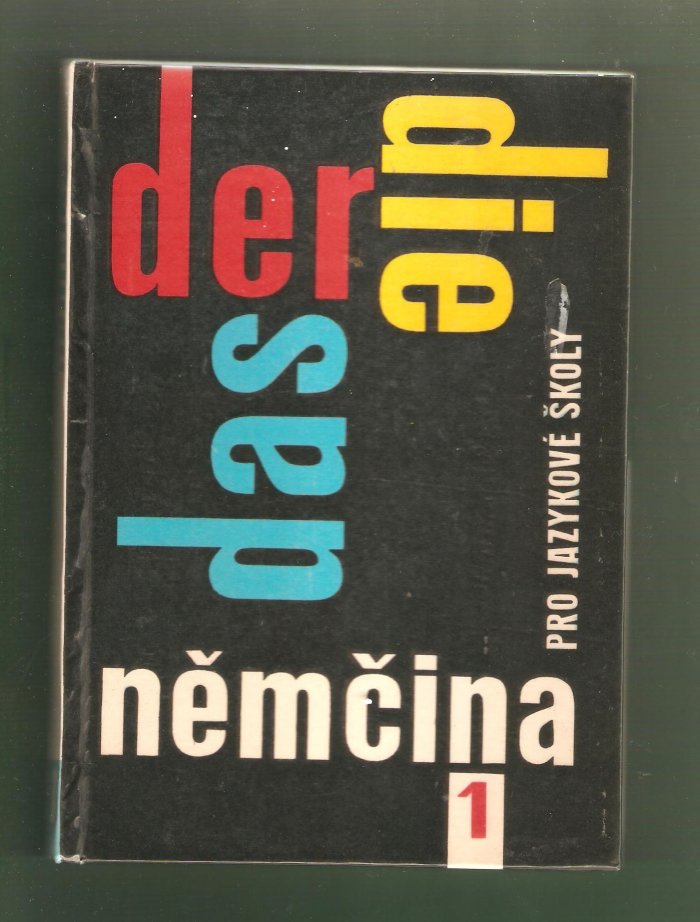 der
die
das
PRO JAZYKOVÉ ŠKOLY
němčina
1